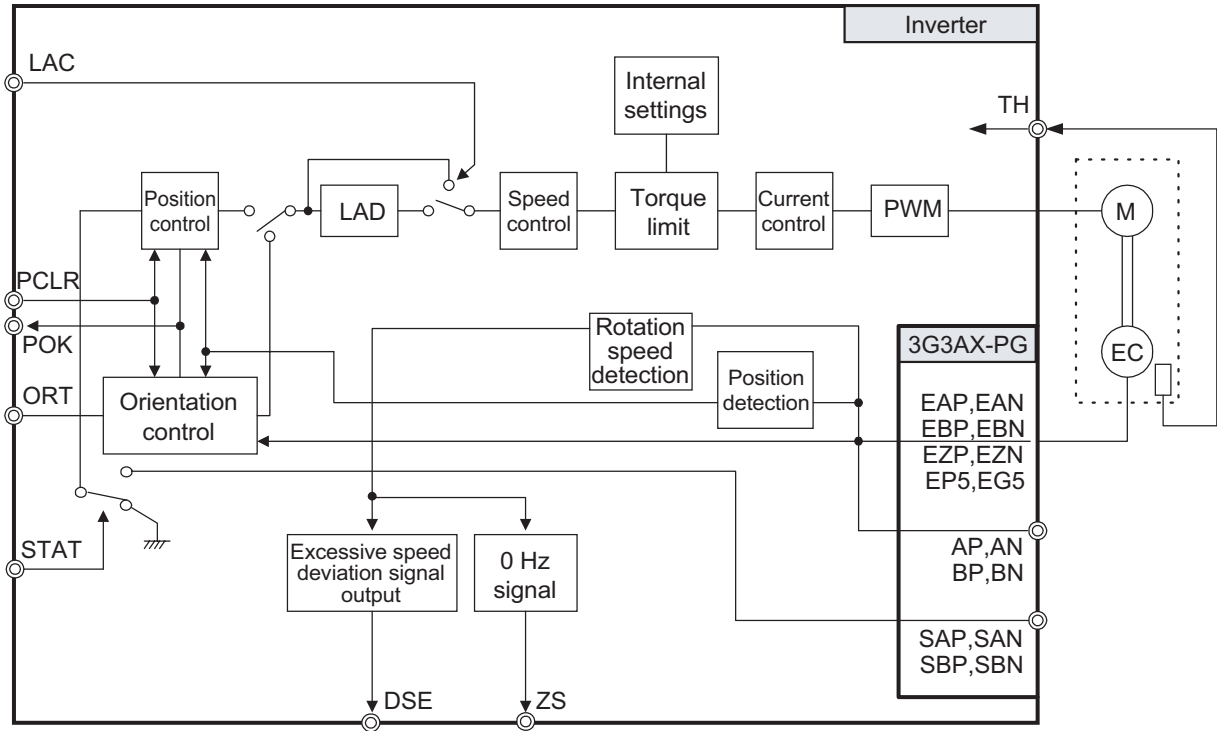 Inverter
LAC
Internal
settings
TH
Position
control
LAD
Speed
control
Torque
limit
Current
control
PWM
M
PCLR
POK
ORT
Orientation
control
Rotation
speed
detection
Position
detection
3G3AX-PG
EC
EAP,EAN
EBP,EBN
EZP,EZN
EP5,EG5
STAT
Excessive speed
deviation signal
output
0 Hz
signal
AP,AN
BP,BN
SAP,SAN
SBP,SBN
DSE
ZS